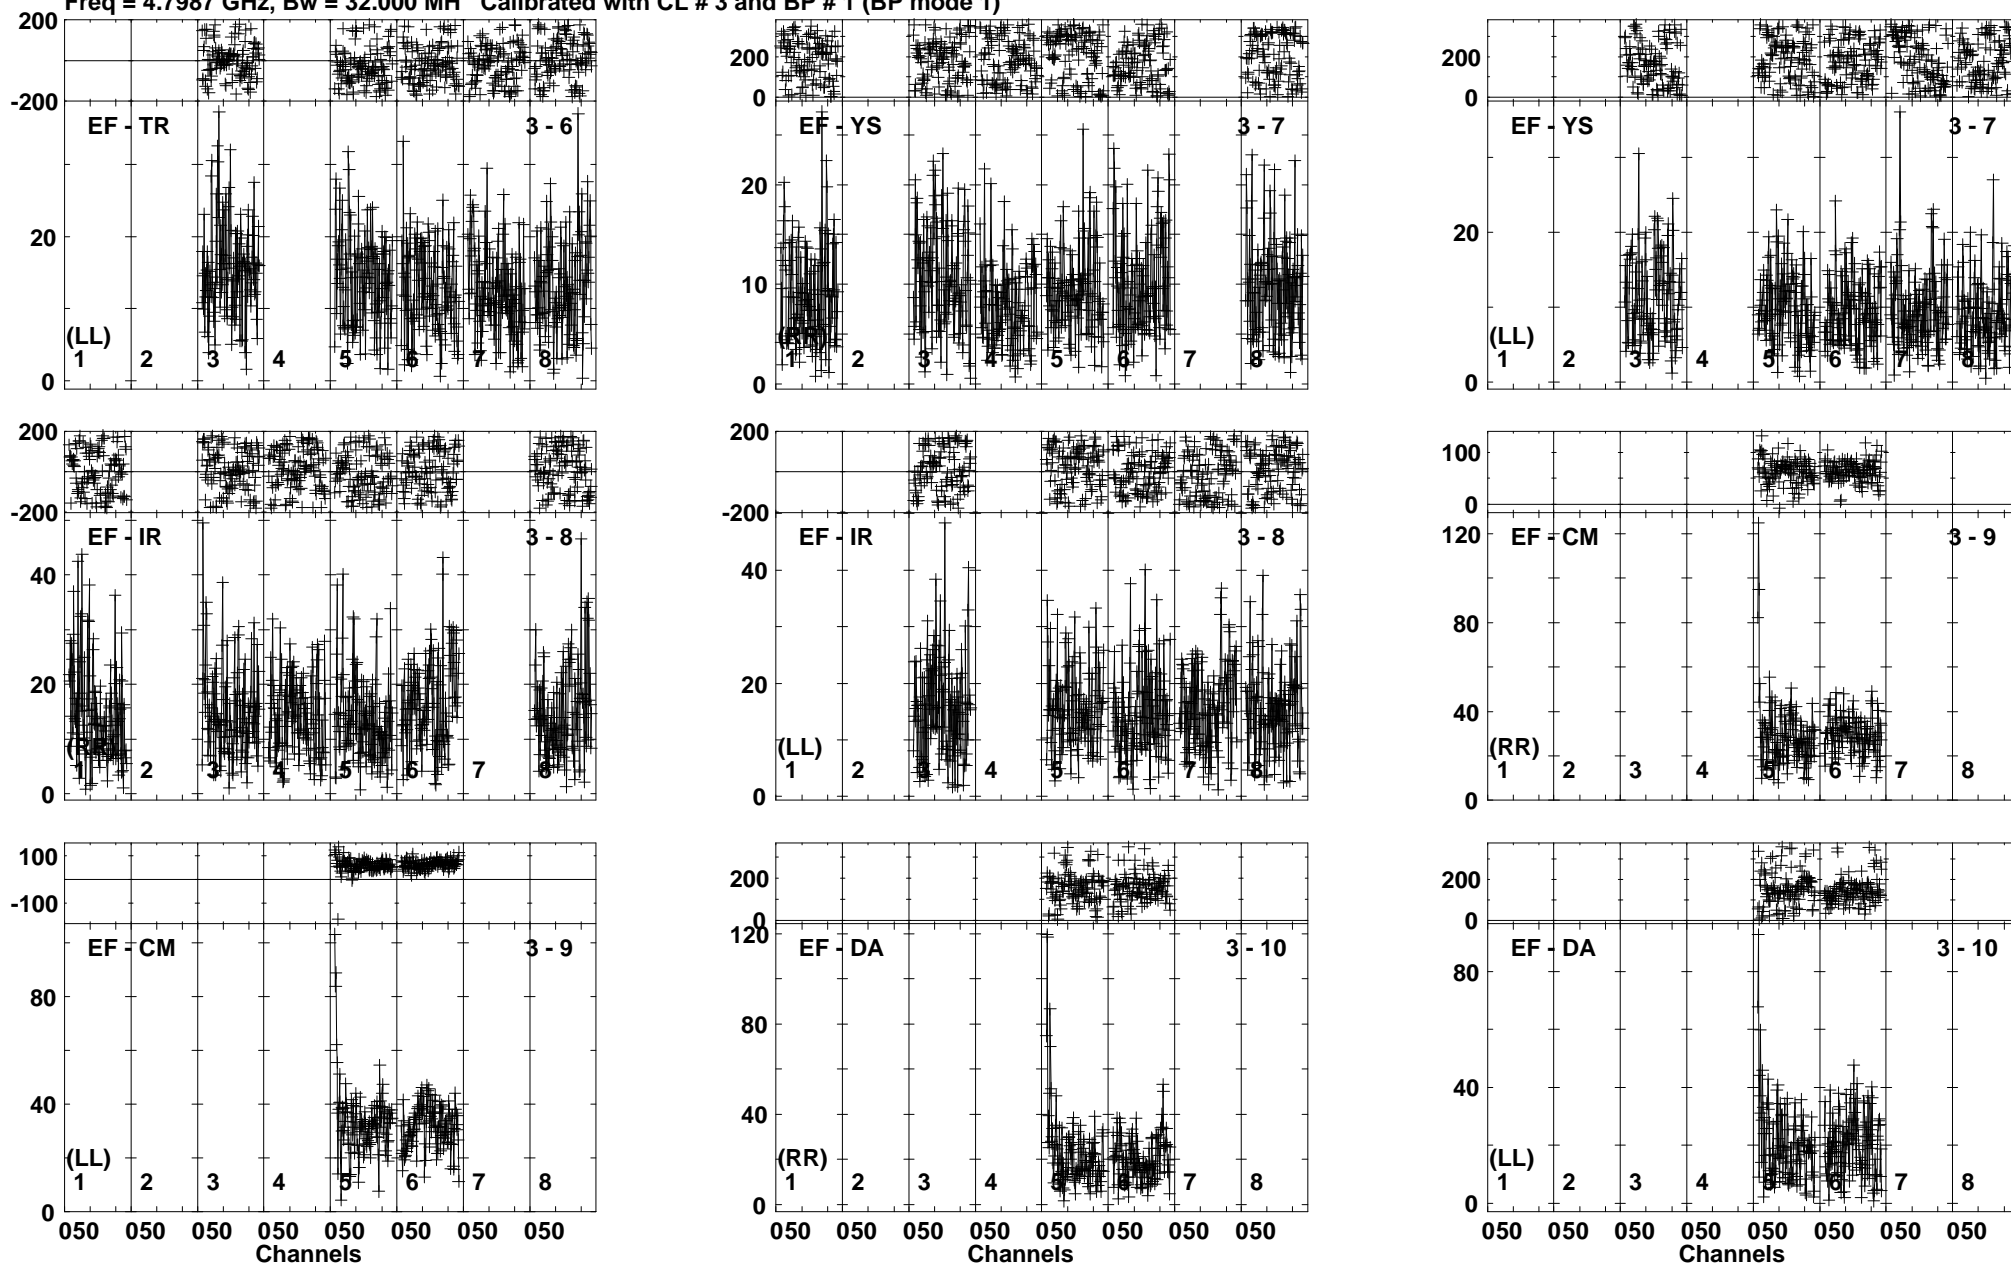 Freq = 4.7987 GHz, Bw = 32.000 MH Calibrated with CL # 3 and BP # 1 (BP mode 1)
200
-200
EF - TR 3 - 6
20
0
(LL)
1 2 3 4 5 6 7 8
200
0
EF - YS 3 - 7
20
10
0
(RR)
1 2 3 4 5 6 7 8
200
0
EF - YS 3 - 7
20
0
(LL)
1 2 3 4 5 6 7 8
200
-200
EF - IR 3 - 8
40
20
0
(RR)
1 2 3 4 5 6 7 8
200
-200
EF - IR 3 - 8
40
20
0
(LL)
1 2 3 4 5 6 7 8
100
0
EF - CM 3 - 9
120
80
40
0
(RR)
1 2 3 4 5 6 7 8
100
-100
EF - CM 3 - 9
80
40
0
(LL)
1 2 3 4 5 6 7 8
050 050 050 050 050 050 050 050
Channels
200
0
EF - DA 3 - 10
120
80
40
0
(RR)
1 2 3 4 5 6 7 8
050 050 050 050 050 050 050 050
Channels
200
0
EF - DA 3 - 10
80
40
0
(LL)
1 2 3 4 5 6 7 8
050 050 050 050 050 050 050 050
Channels